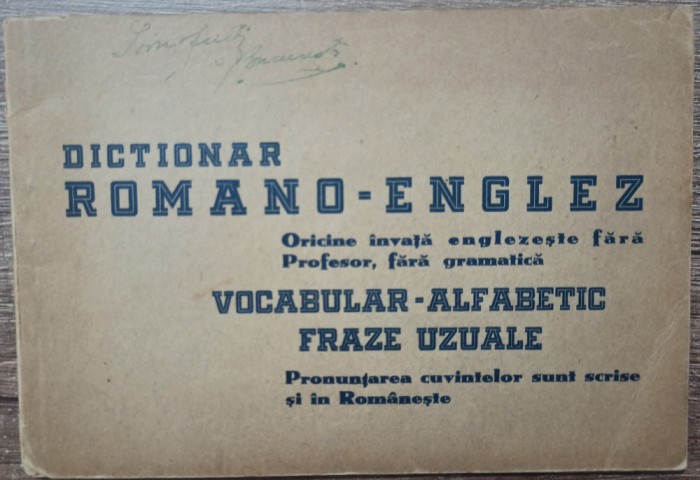 DICTIONAR
ROMANO = ENGLEZ
Oricine învață englezește fără
Profesor, fără gramatică
VOCABULAR - ALFABETIC
FRAZE UZUALE
Pronunțarea cuvintelor sunt scrise
și în Românește